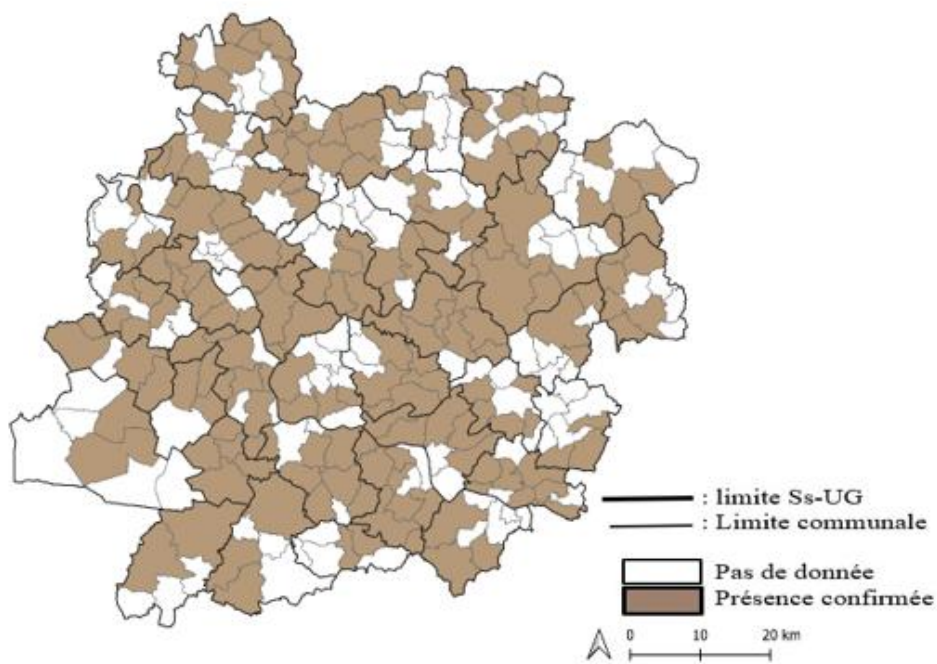 : limite Ss-UG
: Limite communale
Pas de donnée
Présence confirmée
0 10 20 km